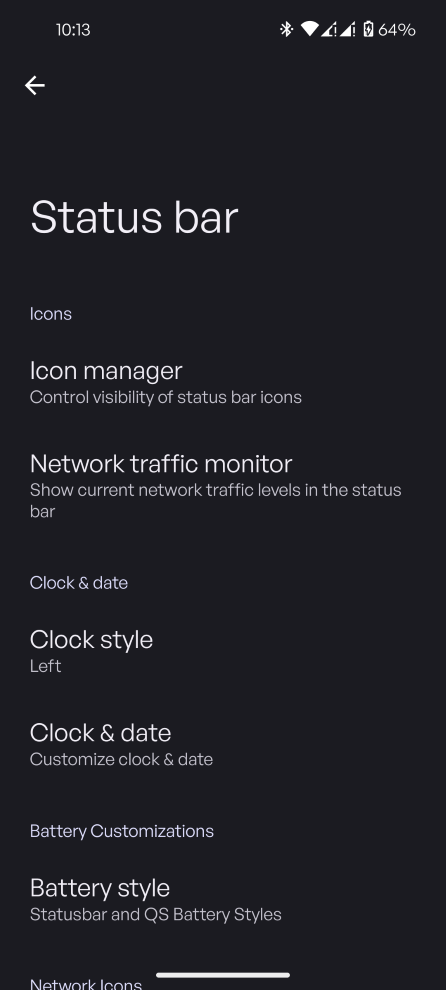 10:13 64%
Status bar
Icons
Icon manager
Control visibility of status bar icons
Network traffic monitor
Show current network traffic levels in the status
bar
Clock & date
Clock style
Left
Clock & date
Customize clock & date
Battery Customizations
Battery style
Statusbar and QS Battery Styles
Network Icons